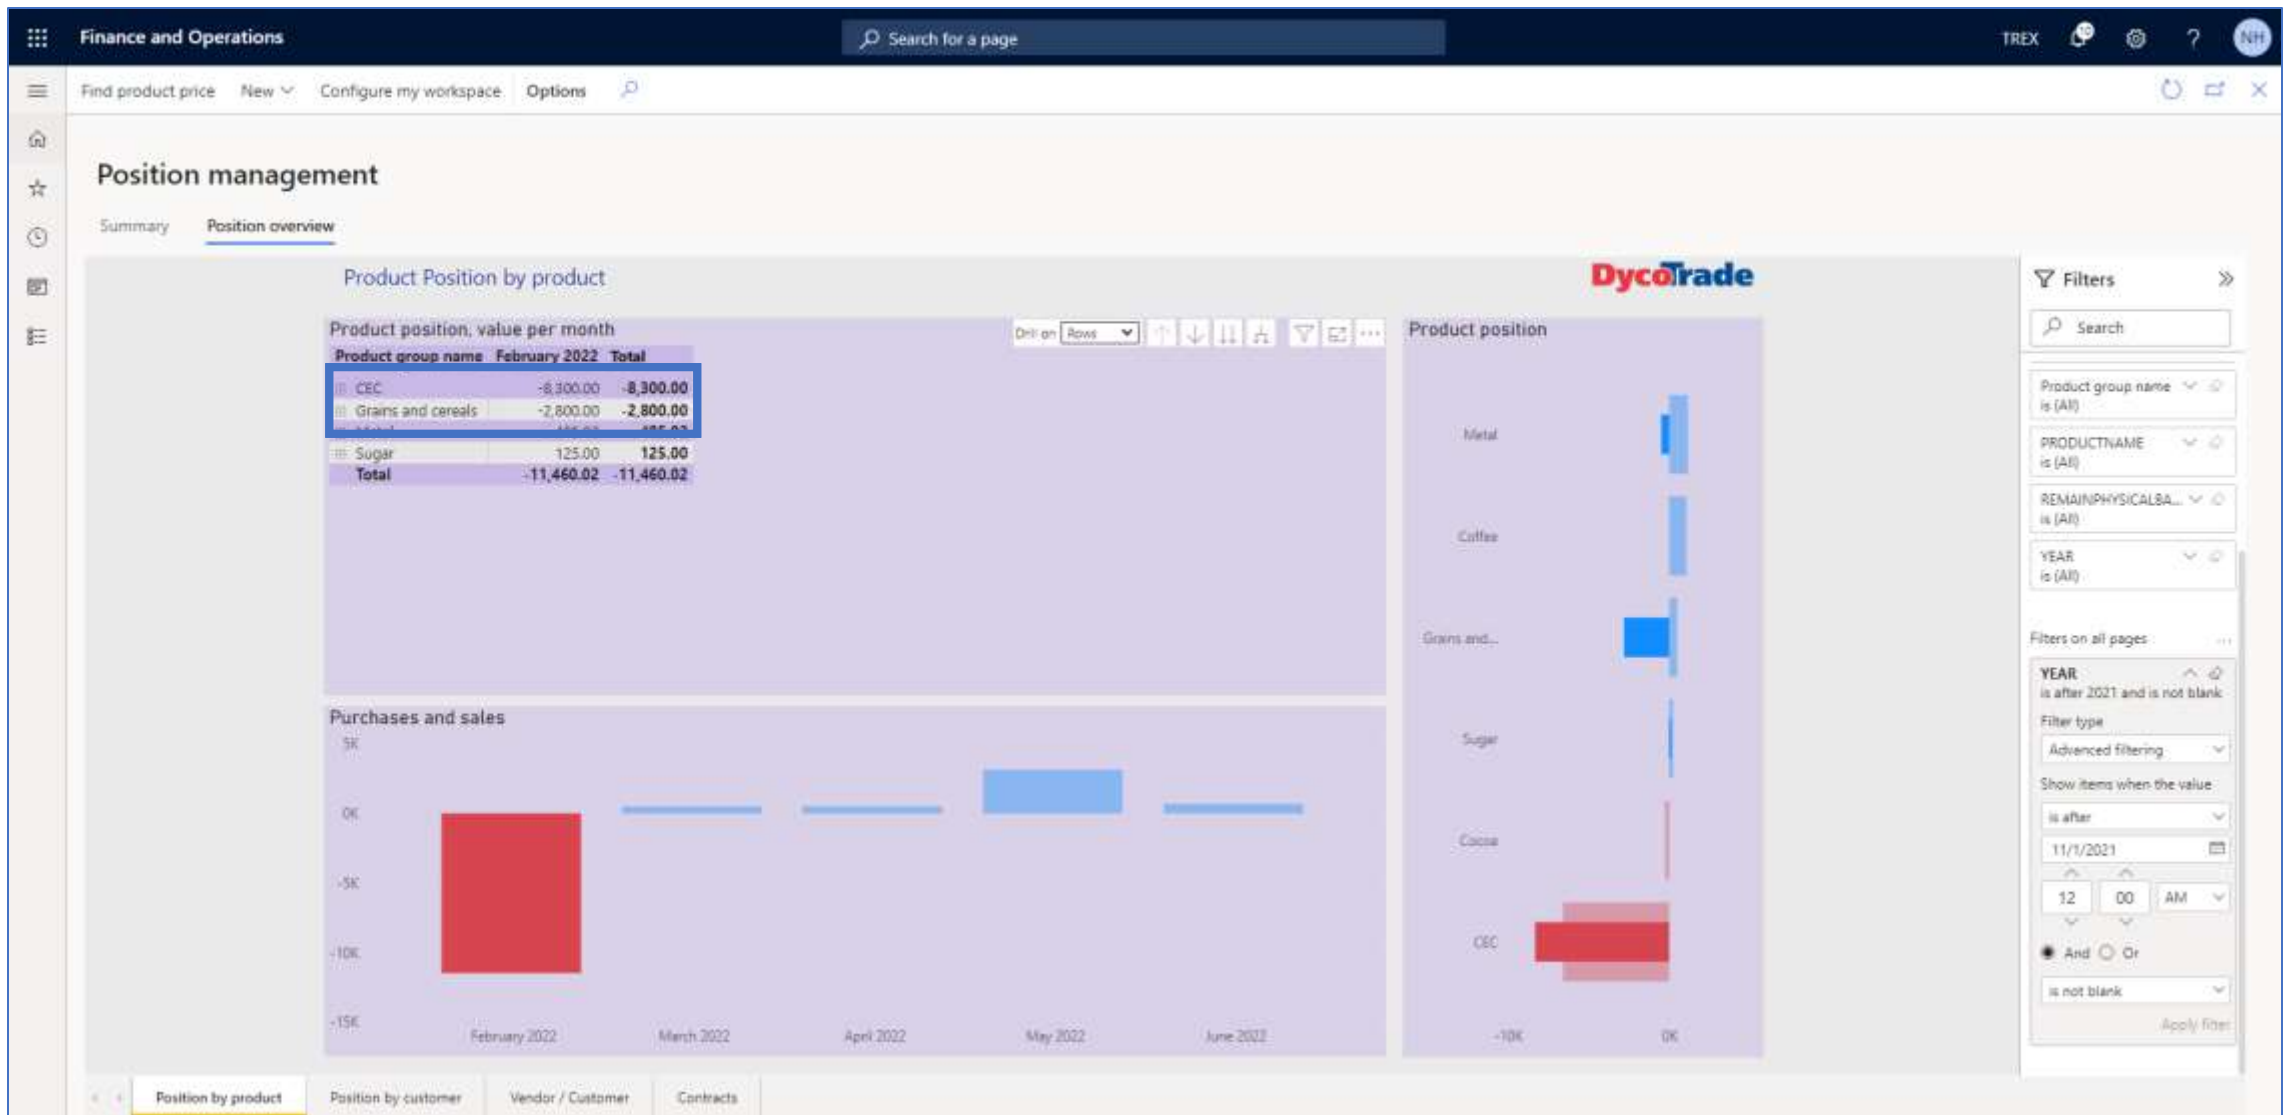 Finance and Operations
Search for a page
TREX
?
NH
Find product price New Configure my workspace Options
Position management
Summary Position overview
Product Position by product
DycoTrade
Product position, value per month
Drill on Rows
Product group name February 2022 Total
CEC -8,300.00 -8,300.00
Grains and cereals -2,800.00 -2,800.00
Sugar 125.00 125.00
Total -11,460.02 -11,460.02
Product position
Metal
Coffee
Grains and...
Sugar
Cocoa
CEC
-10K 0K
Purchases and sales
5K
0K
-5K
-10K
-15K
February 2022 March 2022 April 2022 May 2022 June 2022
Filters
Search
Product group name
is (All)
PRODUCTNAME
is (All)
REMAINPHYSICALBA...
is (All)
YEAR
is (All)
Filters on all pages
YEAR
is after 2021 and is not blank
Filter type
Advanced filtering
Show items when the value
is after
11/1/2021
12 00 AM
And Or
is not blank
Apply filter
Position by product Position by customer Vendor / Customer Contracts